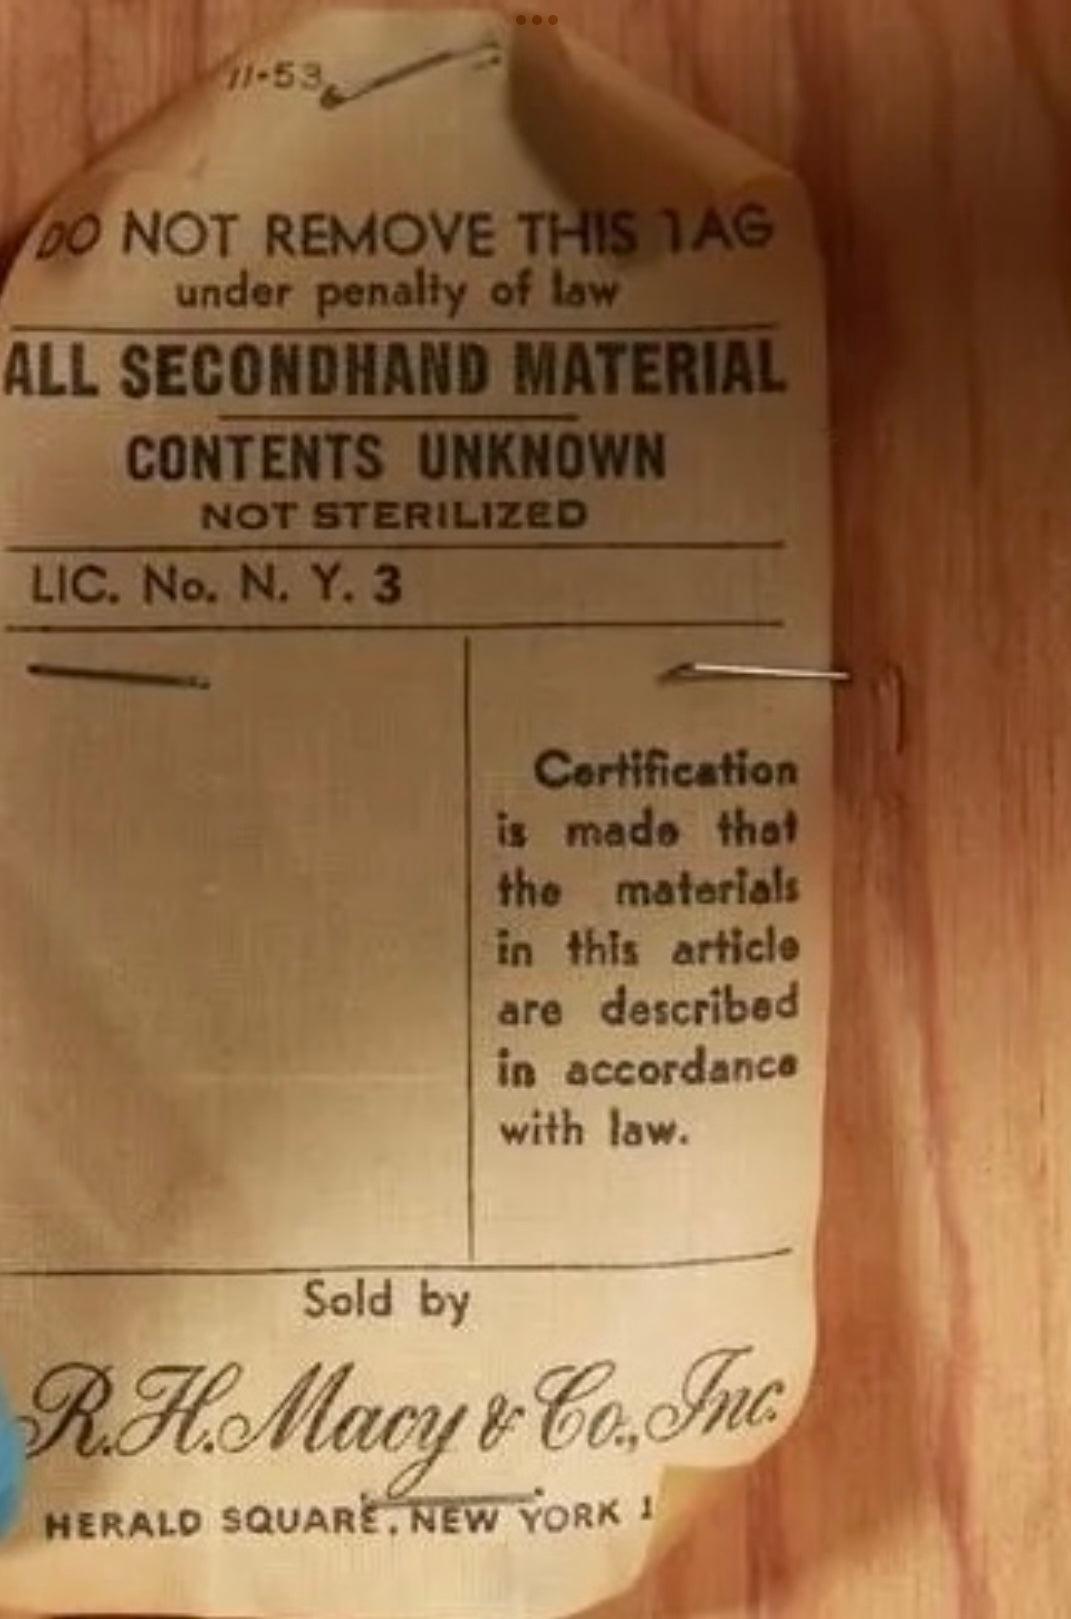 11-53
DO NOT REMOVE THIS TAG
under penalty of law
ALL SECONDHAND MATERIAL
CONTENTS UNKNOWN
NOT STERILIZED
LIC. No. N. Y. 3
Certification
is made that
the materials
in this article
are described
in accordance
with law.
Sold by
R.H. Macy & Co., Inc.
HERALD SQUARE, NEW YORK 1